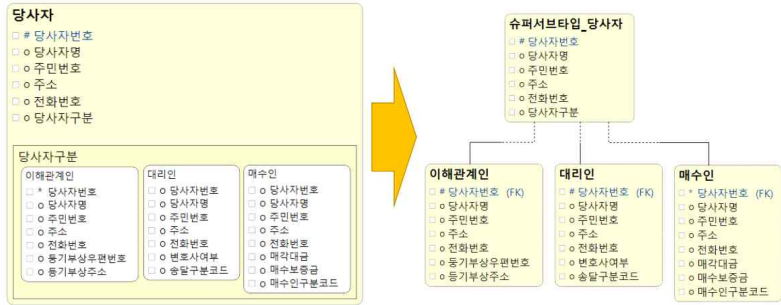 당사자
# 당사자번호
o 당사자명
o 주민번호
o 주소
o 전화번호
o 당사자구분
당사자구분
이해관계인
* 당사자번호
o 당사자명
o 주민번호
o 주소
o 전화번호
o 등기부상우편번호
o 등기부상주소
대리인
o 당사자번호
o 당사자명
o 주민번호
o 주소
o 전화번호
o 변호사여부
o 송달구분코드
매수인
o 당사자번호
o 당사자명
o 주민번호
o 주소
o 전화번호
o 매각대금
o 매수보증금
o 매수인구분코드
슈퍼서브타입_당사자
# 당사자번호
o 당사자명
o 주민번호
o 주소
o 전화번호
o 당사자구분
이해관계인
# 당사자번호 (FK)
o 당사자명
o 주민번호
o 주소
o 전화번호
o 등기부상우편번호
o 등기부상주소
대리인
# 당사자번호 (FK)
o 당사자명
o 주민번호
o 주소
o 전화번호
o 변호사여부
o 송달구분코드
매수인
* 당사자번호 (FK)
o 당사자명
o 주민번호
o 주소
o 전화번호
o 매각대금
o 매수보증금
o 매수인구분코드